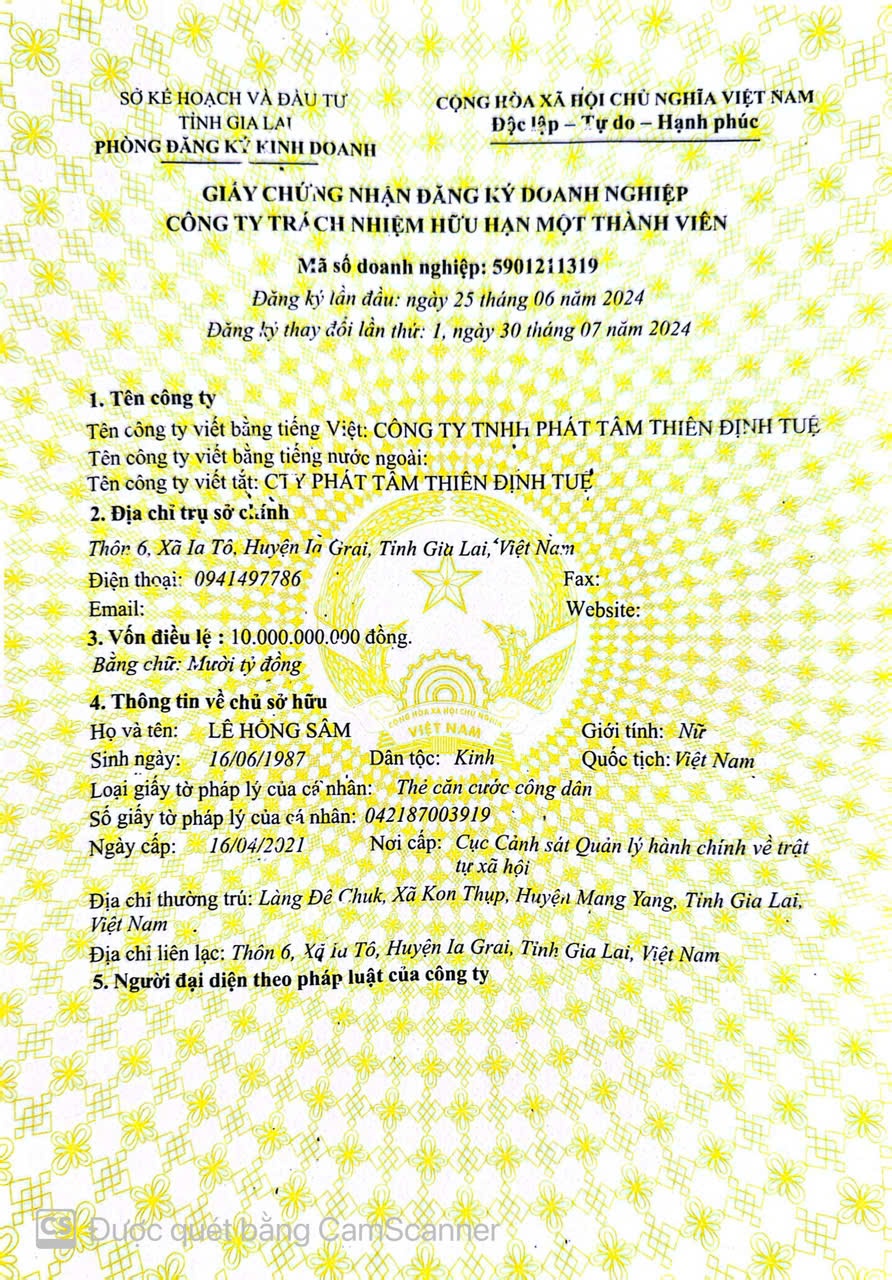 SỞ KẾ HOẠCH VÀ ĐẦU TƯ
TỈNH GIA LAI
PHÒNG ĐĂNG KÝ KINH DOANH
CỘNG HÒA XÃ HỘI CHỦ NGHĨA VIỆT NAM
Độc lập – Tự do – Hạnh phúc
GIẤY CHỨNG NHẬN ĐĂNG KÝ DOANH NGHIỆP
CÔNG TY TRÁCH NHIỆM HỮU HẠN MỘT THÀNH VIÊN
Mã số doanh nghiệp: 5901211319
Đăng ký lần đầu: ngày 25 tháng 06 năm 2024
Đăng ký thay đổi lần thứ: 1, ngày 30 tháng 07 năm 2024
1. Tên công ty
Tên công ty viết bằng tiếng Việt: CÔNG TY TNHH PHÁT TÂM THIÊN ĐỊNH TUỆ
Tên công ty viết bằng tiếng nước ngoài:
Tên công ty viết tắt: CTY PHÁT TÂM THIÊN ĐỊNH TUỆ
2. Địa chỉ trụ sở chính
Thôn 6, Xã Ia Tô, Huyện Ia Grai, Tỉnh Gia Lai, Việt Nam
Điện thoại: 0941497786 Fax:
Email: Website:
3. Vốn điều lệ : 10.000.000.000 đồng.
Bằng chữ: Mười tỷ đồng
4. Thông tin về chủ sở hữu
Họ và tên: LÊ HỒNG SÂM Giới tính: Nữ
Sinh ngày: 16/06/1987 Dân tộc: Kinh Quốc tịch: Việt Nam
Loại giấy tờ pháp lý của cá nhân: Thẻ căn cước công dân
Số giấy tờ pháp lý của cá nhân: 042187003919
Ngày cấp: 16/04/2021 Nơi cấp: Cục Cảnh sát Quản lý hành chính về trật
tự xã hội
Địa chỉ thường trú: Làng Đê Chuk, Xã Kon Thụp, Huyện Mang Yang, Tỉnh Gia Lai,
Việt Nam
Địa chỉ liên lạc: Thôn 6, Xã Ia Tô, Huyện Ia Grai, Tỉnh Gia Lai, Việt Nam
5. Người đại diện theo pháp luật của công ty
CỘNG HÒA XÃ HỘI CHỦ NGHĨA
VIỆT NAM
CS Được quét bằng CamScanner